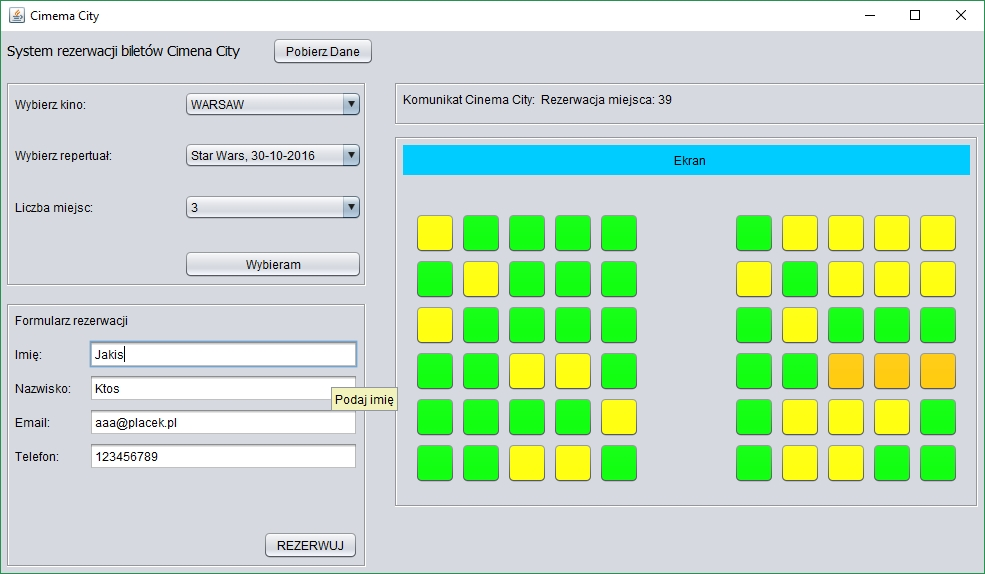 Cimema City
System rezerwacji biletów Cimena City
Pobierz Dane
Wybierz kino:
WARSAW
Wybierz repertuał:
Star Wars, 30-10-2016
Liczba miejsc:
3
Wybieram
Komunikat Cinema City: Rezerwacja miejsca: 39
Ekran
Formularz rezerwacji
Imię:
Jakis
Nazwisko:
Ktos
Podaj imię
Email:
aaa@placek.pl
Telefon:
123456789
REZERWUJ